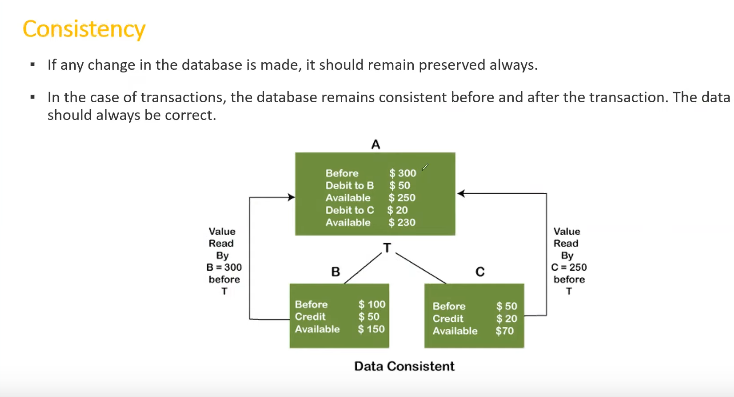 Consistency
▪ If any change in the database is made, it should remain preserved always.
▪ In the case of transactions, the database remains consistent before and after the transaction. The data
should always be correct.
A
Before $ 300
Debit to B $ 50
Available $ 250
Debit to C $ 20
Available $ 230
Value
Read
By
B = 300
before
T
Value
Read
By
C = 250
before
T
T
B
C
Before $ 100
Credit $ 50
Available $ 150
Before $ 50
Credit $ 20
Available $70
Data Consistent